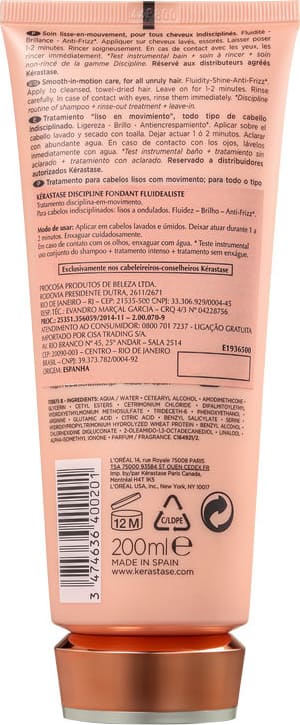 Soin lisse-en-mouvement, pour tous cheveux indisciplinés. Fluidité -
Brillance - Anti-Frizz*. Appliquer sur cheveux lavés, essorés. Laisser poser
1-2 minutes. Rincer soigneusement. En cas de contact avec les yeux, les
rincer immédiatement. *Test instrumental bain + soin à rincer + soin
non-rincé de la gamme Discipline. Réservé aux distributeurs agréés
Kérastase.
Smooth-in-motion care, for all unruly hair. Fluidity-Shine-Anti-Frizz*.
Apply to cleansed, towel-dried hair. Leave on for 1-2 minutes. Rinse
carefully. In case of contact with eyes, rinse them immediately. *Discipline
routine of shampoo + rinse-out treatment + leave-in.
Tratamiento "liso en movimiento", todo tipo de cabello
indisciplinado. Ligereza - Brillo - Antiencrespamiento*. Aplicar sobre el
cabello lavado y secado con toalla. Dejar actuar 1 ó 2 minutos. Aclarar
con abundante agua. En caso de contacto con los ojos, lávelos
inmediatamente con agua. *Test instrumental baño + tratamiento sin
aclarado + tratamiento con aclarado. Reservado a distribuidores
autorizados Kérastase.
Tratamento para cabelos lisos com movimento; para todo o tipo
KÉRASTASE DISCIPLINE FONDANT FLUIDEALISTE
Tratamento disciplina-em-movimento.
Para cabelos indisciplinados: lisos a ondulados. Fluidez – Brilho – Anti-Frizz*.
Modo de usar: Aplicar em cabelos lavados e úmidos. Deixar atuar durante 1 a
2 minutos. Enxaguar cuidadosamente.
Em caso de contato com os olhos, enxaguar com água. * Teste instrumental
uso conjunto do shampoo + tratamento intenso + tratamento sem enxague.
Exclusivamente nos cabeleireiros-conselheiros Kérastase
PROCOSA PRODUTOS DE BELEZA LTDA.
RODOVIA PRESIDENTE DUTRA, 2611/2671
RIO DE JANEIRO – RJ – CEP: 21535-500 CNPJ: 33.306.929/0004-45
RESP. TÉC.: EVANDRO MARÇAL GARCIA – CRQ 4/3 Nº 04228756
PROC.: 25351.356059/2014-11 – 2.00.0780-9
ATENDIMENTO AO CONSUMIDOR: 0800 701 7237 – LIGAÇÃO GRATUITA
IMPORTADO POR CISA TRADING S/A.
AV RIO BRANCO Nº 45, 25º ANDAR – SALA 2514
CEP: 20090-003 – CENTRO – RIO DE JANEIRO
BRASIL CNPJ: 39.373.782/0004-92
ORIGEM: ESPANHA
E1936500
INGREDIENTS: AQUA / WATER • CETEARYL ALCOHOL • AMODIMETHICONE •
GLYCERIN • CETYL ESTERS • CETRIMONIUM CHLORIDE • DIPALMITOYLETHYL
HYDROXYETHYLMONIUM METHOSULFATE • TRIDECETH-6 • PHENOXYETHANOL •
ARGININE • GLUTAMIC ACID • CITRIC ACID • BENZYL SALICYLATE • SERINE •
HYDROXYPROPYLTRIMONIUM HYDROLYZED WHEAT PROTEIN • BENZYL ALCOHOL •
CHLORHEXIDINE DIGLUCONATE • 2-OLEAMIDO-1,3-OCTADECANEDIOL • LINALOOL •
ALPHA-ISOMETHYL IONONE • PARFUM / FRAGRANCE
L'ORÉAL, 14, rue Royale 75008 PARIS
TSA 75000 93584 ST OUEN CEDEX FR
Imp. by/par Kérastase Paris Canada,
Montréal H4T 1K5
L'ORÉAL USA, Inc., New York, NY 10017
12 M
C/LDPE
200ml e
MADE IN SPAIN
www.kerastase.com
3 474636 400201